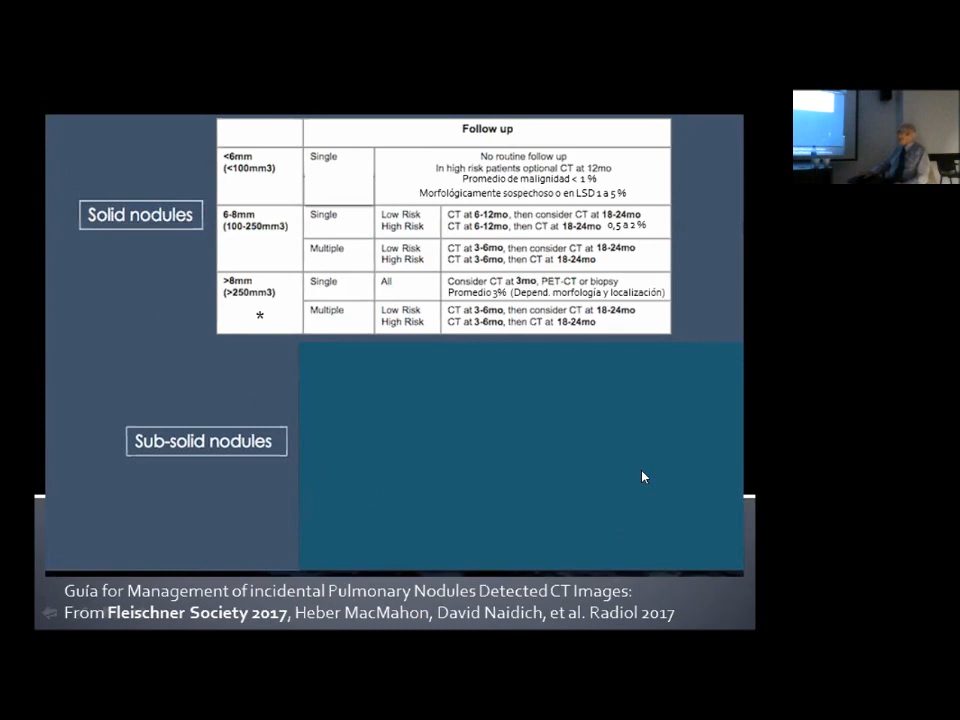 Follow up
<6mm
(<100mm3)
Single
No routine follow up
In high risk patients optional CT at 12mo
Promedio de malignidad < 1 %
Morfológicamente sospechoso o en LSD 1 a 5 %
Solid nodules
6-8mm
(100-250mm3)
Single
Low Risk
High Risk
CT at 6-12mo, then consider CT at 18-24mo
CT at 6-12mo, then CT at 18-24mo 0,5 a 2 %
Multiple
Low Risk
High Risk
CT at 3-6mo, then consider CT at 18-24mo
CT at 3-6mo, then CT at 18-24mo
>8mm
(>250mm3)
*
Single
All
Consider CT at 3mo, PET-CT or biopsy
Promedio 3% (Depend. morfología y localización)
Multiple
Low Risk
High Risk
CT at 3-6mo, then consider CT at 18-24mo
CT at 3-6mo, then CT at 18-24mo
Sub-solid nodules
Guía for Management of incidental Pulmonary Nodules Detected CT Images:
From Fleischner Society 2017, Heber MacMahon, David Naidich, et al. Radiol 2017